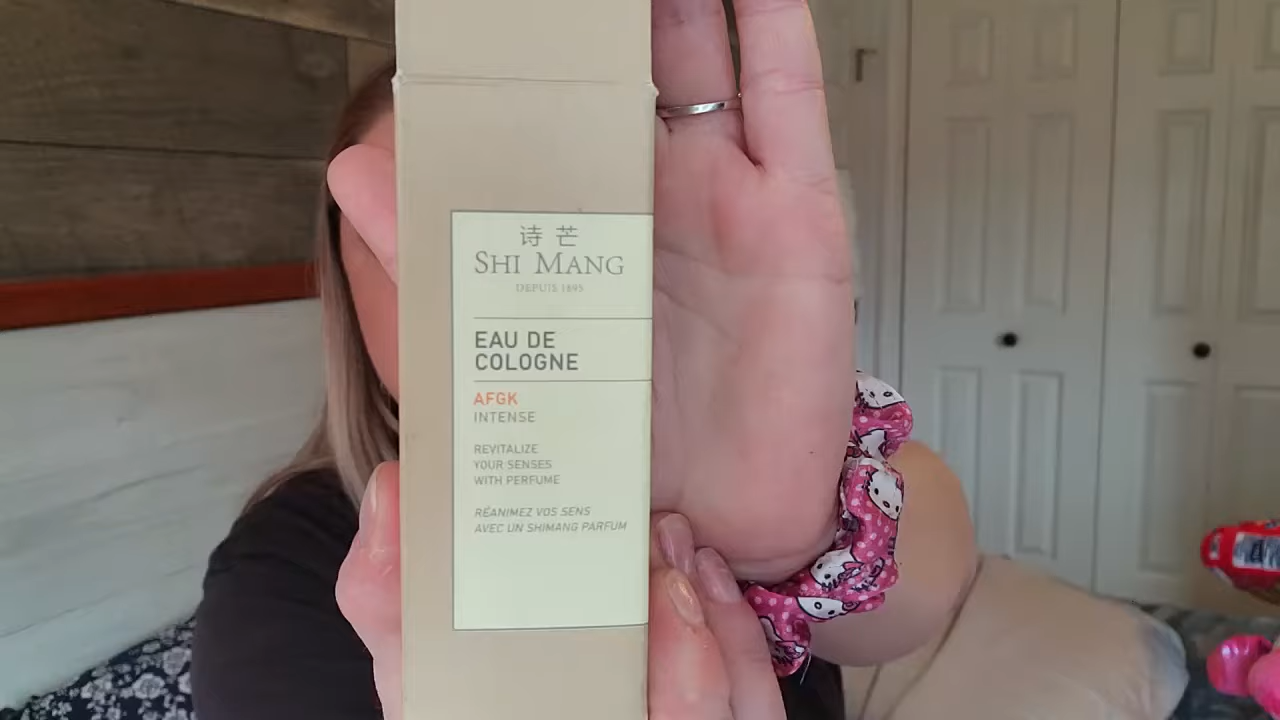 诗芒
SHI MANG
DEPUIS 1895
EAU DE
COLOGNE
AFGK
INTENSE
REVITALIZE
YOUR SENSES
WITH PERFUME
RÉANIMEZ VOS SENS
AVEC UN SHIMANG PARFUM